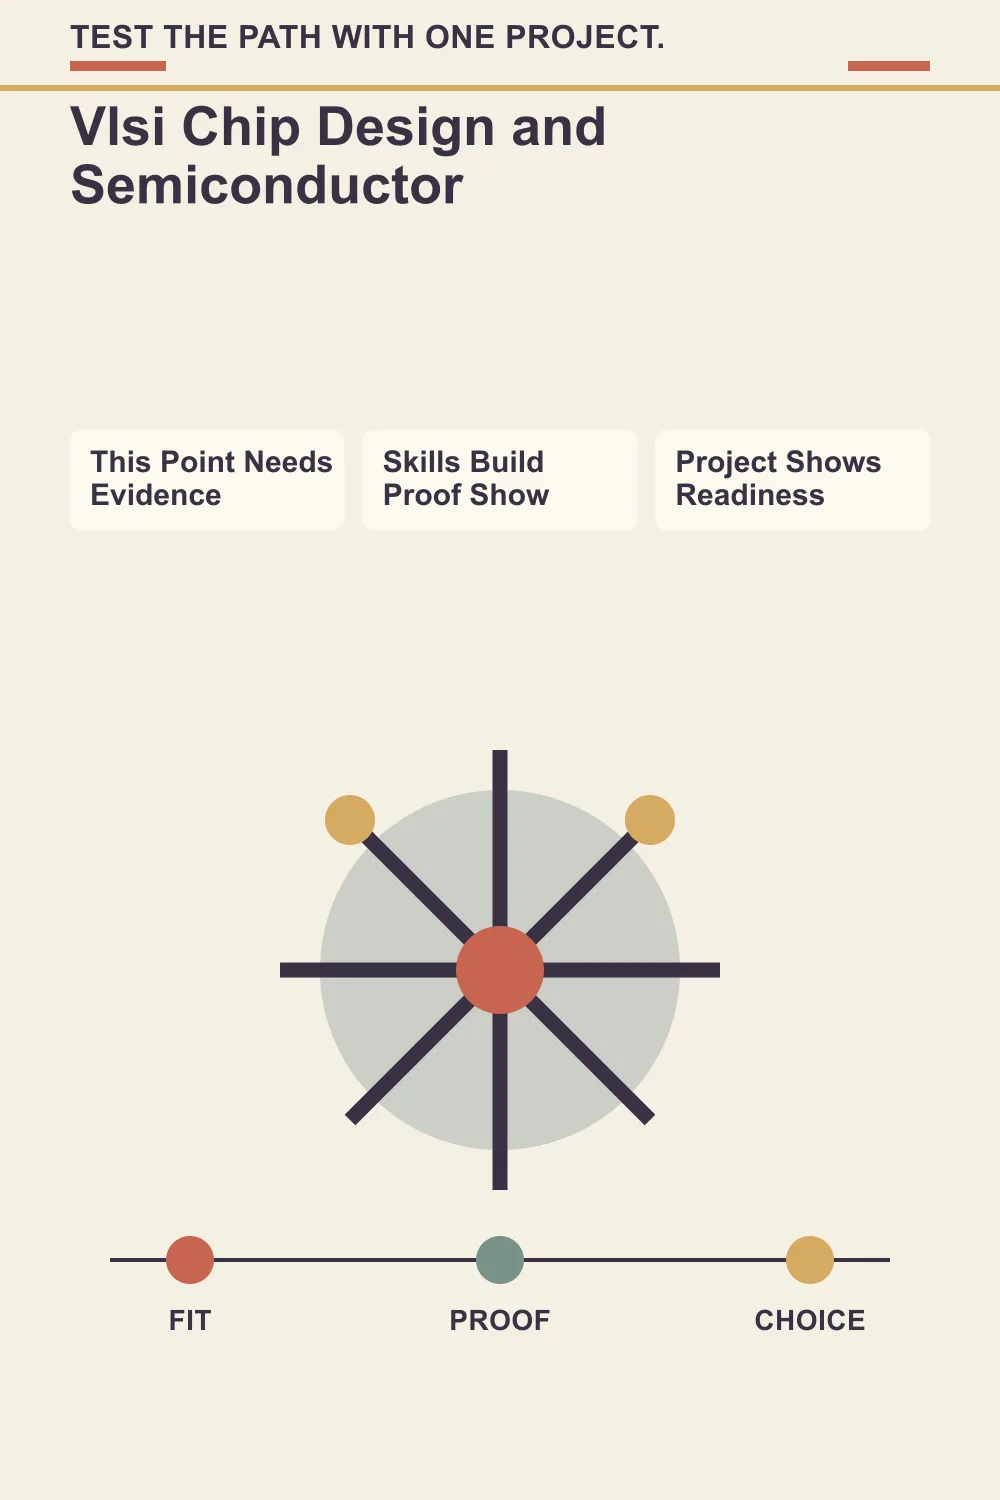 TEST THE PATH WITH ONE PROJECT.
Vlsi Chip Design and
Semiconductor
This Point Needs
Evidence
Skills Build
Proof Show
Project Shows
Readiness
FIT
PROOF
CHOICE